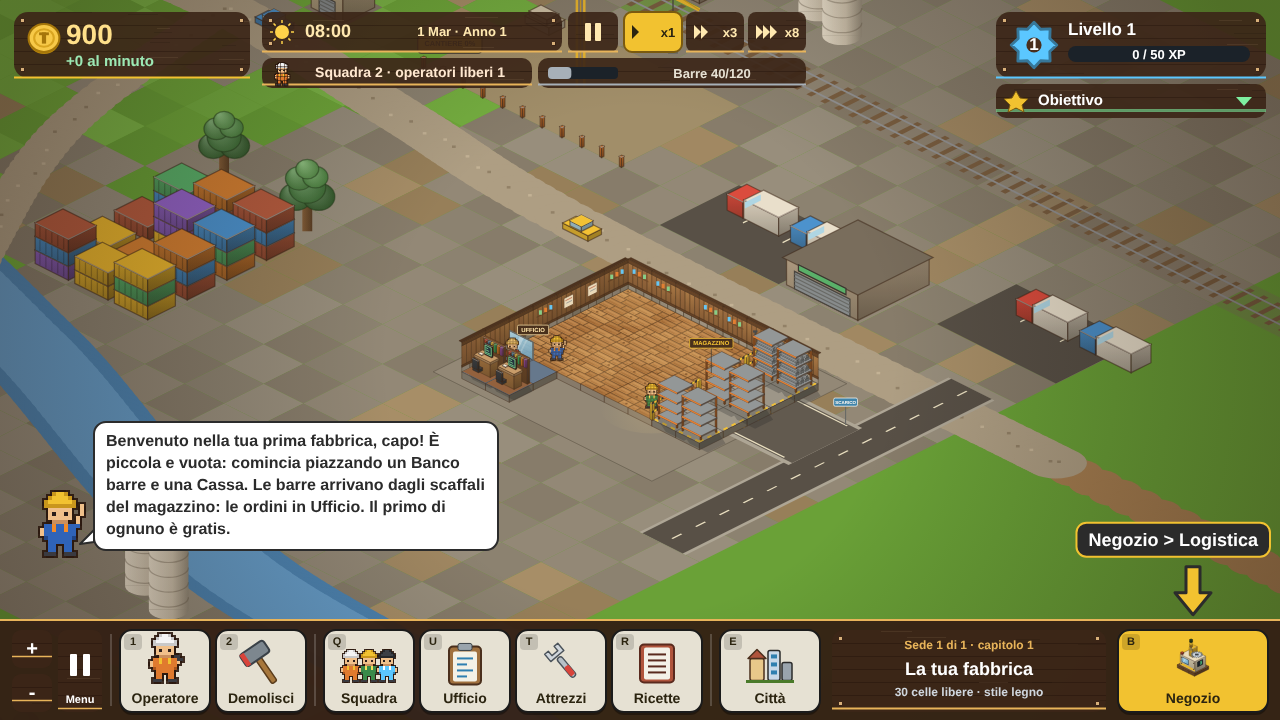 900
+0 al minuto
08:00
1 Mar · Anno 1
x1
x3
x8
Squadra 2 · operatori liberi 1
Barre 40/120
1
Livello 1
0 / 50 XP
Obiettivo
UFFICIO
MAGAZZINO
SCARICO
Benvenuto nella tua prima fabbrica, capo! È
piccola e vuota: comincia piazzando un Banco
barre e una Cassa. Le barre arrivano dagli scaffali
del magazzino: le ordini in Ufficio. Il primo di
ognuno è gratis.
Negozio > Logistica
+
-
Menu
1
Operatore
2
Demolisci
Q
Squadra
U
Ufficio
T
Attrezzi
R
Ricette
E
Città
Sede 1 di 1 · capitolo 1
La tua fabbrica
30 celle libere · stile legno
B
Negozio